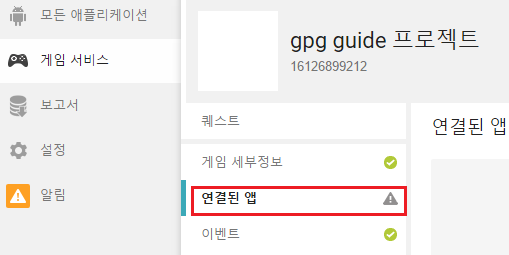 모든 애플리케이션
게임 서비스
보고서
설정
알림
gpg guide 프로젝트
16126899212
퀘스트
게임 세부정보
연결된 앱
이벤트
연결된 앱